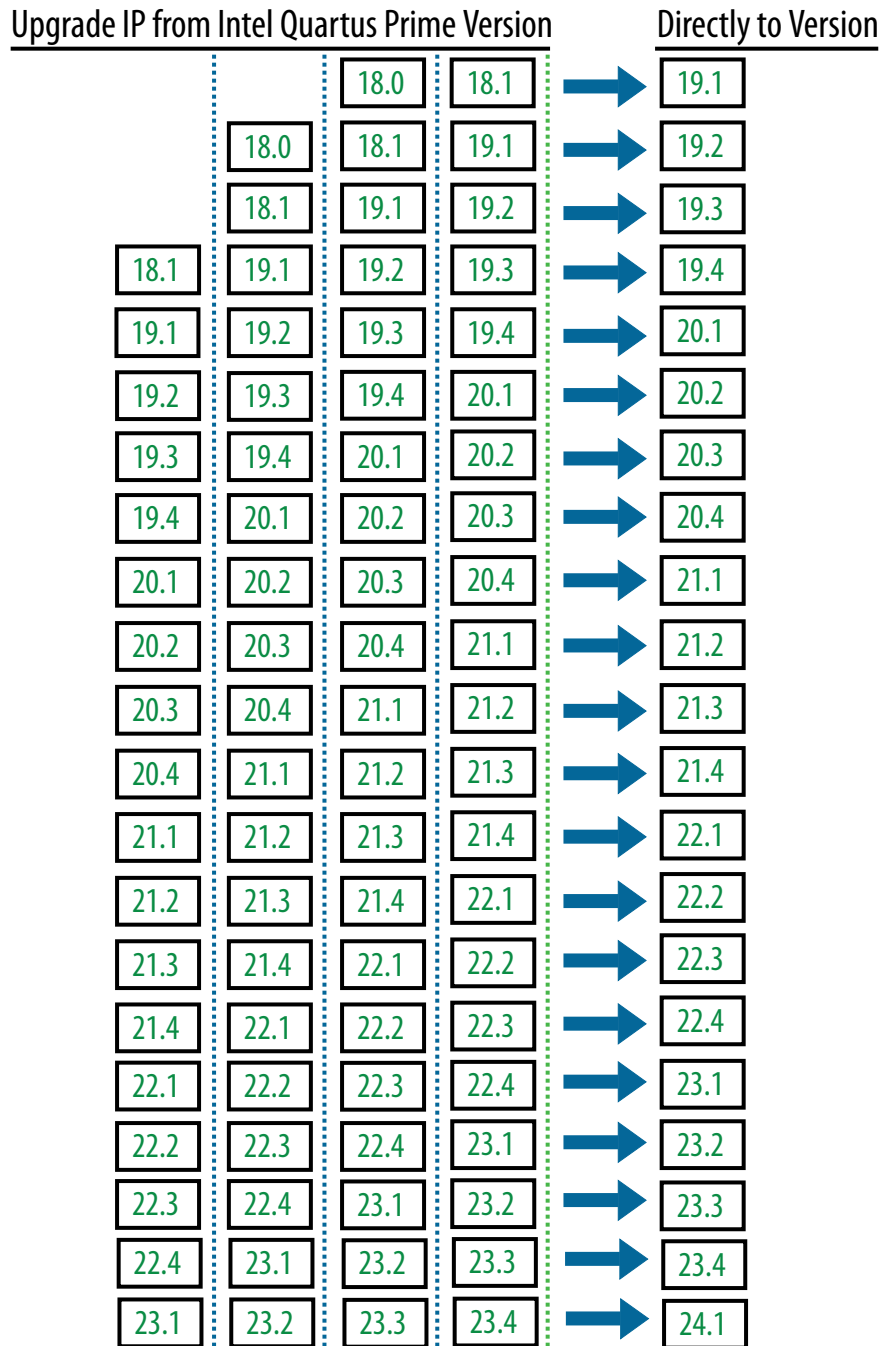 Upgrade IP from Intel Quartus Prime Version Directly to Version
18.0 18.1 19.1
18.0 18.1 19.1 19.2
18.1 19.1 19.2 19.3
18.1 19.1 19.2 19.3 19.4
19.1 19.2 19.3 19.4 20.1
19.2 19.3 19.4 20.1 20.2
19.3 19.4 20.1 20.2 20.3
19.4 20.1 20.2 20.3 20.4
20.1 20.2 20.3 20.4 21.1
20.2 20.3 20.4 21.1 21.2
20.3 20.4 21.1 21.2 21.3
20.4 21.1 21.2 21.3 21.4
21.1 21.2 21.3 21.4 22.1
21.2 21.3 21.4 22.1 22.2
21.3 21.4 22.1 22.2 22.3
21.4 22.1 22.2 22.3 22.4
22.1 22.2 22.3 22.4 23.1
22.2 22.3 22.4 23.1 23.2
22.3 22.4 23.1 23.2 23.3
22.4 23.1 23.2 23.3 23.4
23.1 23.2 23.3 23.4 24.1